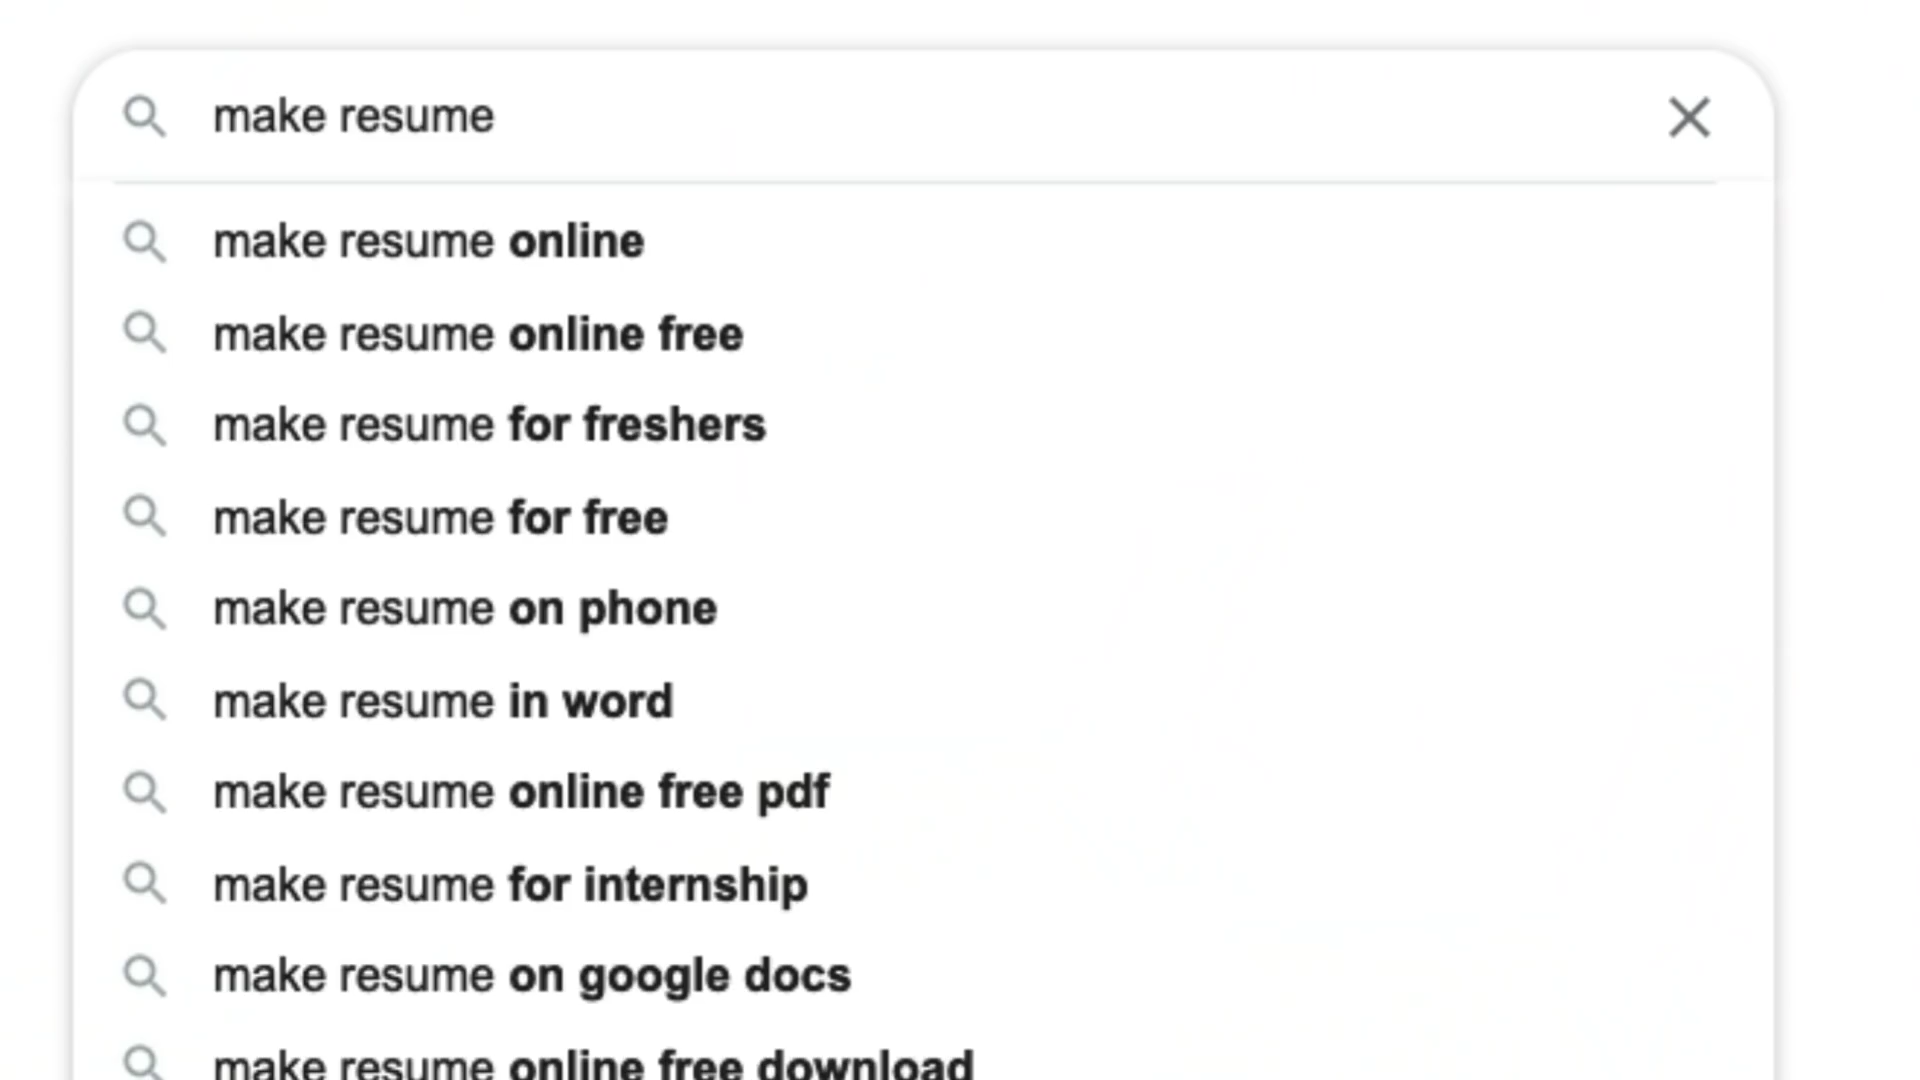 make resume
make resume online
make resume online free
make resume for freshers
make resume for free
make resume on phone
make resume in word
make resume online free pdf
make resume for internship
make resume on google docs
make resume online free download